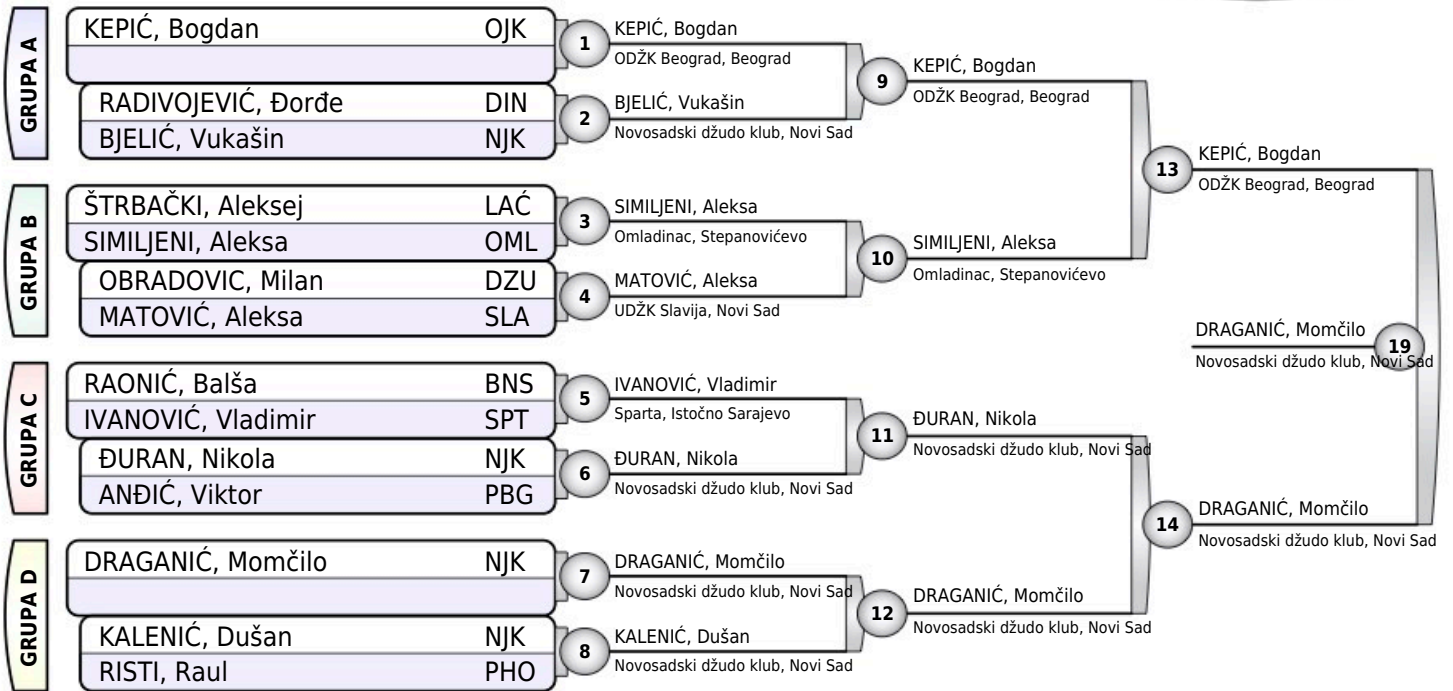 GRUPA A
KEPIĆ, Bogdan OJK
RADIVOJEVIĆ, Đorđe DIN
BJELIĆ, Vukašin NJK
GRUPA B
ŠTRBAČKI, Aleksej LAĆ
SIMILJENI, Aleksa OML
OBRADOVIC, Milan DZU
MATOVIĆ, Aleksa SLA
GRUPA C
RAONIĆ, Balša BNS
IVANOVIĆ, Vladimir SPT
ĐURAN, Nikola NJK
ANĐIĆ, Viktor PBG
GRUPA D
DRAGANIĆ, Momčilo NJK
KALENIĆ, Dušan NJK
RISTI, Raul PHO
1
KEPIĆ, Bogdan
ODŽK Beograd, Beograd
2
BJELIĆ, Vukašin
Novosadski džudo klub, Novi Sad
3
SIMILJENI, Aleksa
Omladinac, Stepanovićevo
4
MATOVIĆ, Aleksa
UDŽK Slavija, Novi Sad
5
IVANOVIĆ, Vladimir
Sparta, Istočno Sarajevo
6
ĐURAN, Nikola
Novosadski džudo klub, Novi Sad
7
DRAGANIĆ, Momčilo
Novosadski džudo klub, Novi Sad
8
KALENIĆ, Dušan
Novosadski džudo klub, Novi Sad
9
KEPIĆ, Bogdan
ODŽK Beograd, Beograd
10
SIMILJENI, Aleksa
Omladinac, Stepanovićevo
11
ĐURAN, Nikola
Novosadski džudo klub, Novi Sad
12
DRAGANIĆ, Momčilo
Novosadski džudo klub, Novi Sad
13
KEPIĆ, Bogdan
ODŽK Beograd, Beograd
14
DRAGANIĆ, Momčilo
Novosadski džudo klub, Novi Sad
DRAGANIĆ, Momčilo
Novosadski džudo klub, Novi Sad
19